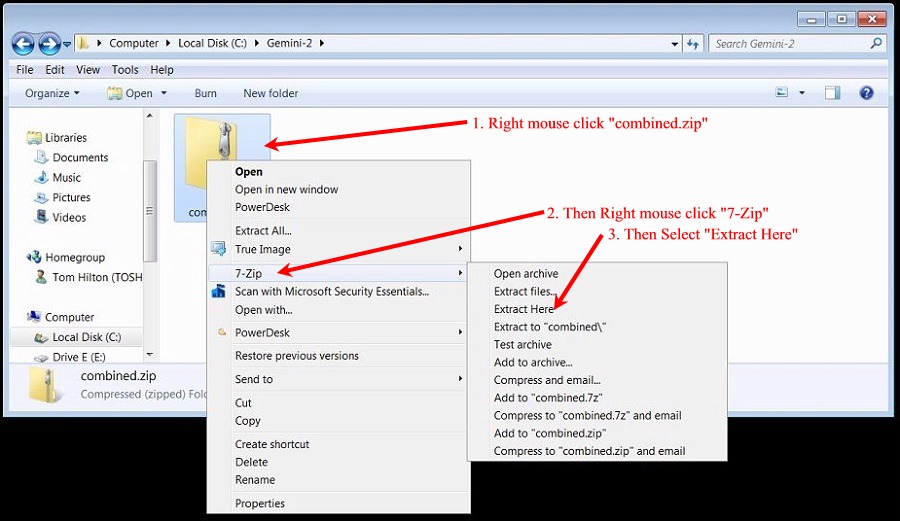 Computer ▸ Local Disk (C:) ▸ Gemini-2 ▸
Search Gemini-2
File Edit View Tools Help
Organize Open Burn New folder
Libraries
Documents
Music
Pictures
Videos
Homegroup
Tom Hilton (TOSH
Computer
Local Disk (C:)
Drive E (E:)
com
1. Right mouse click "combined.zip"
2. Then Right mouse click "7-Zip"
3. Then Select "Extract Here"
Open
Open in new window
PowerDesk
Extract All...
True Image
7-Zip
Scan with Microsoft Security Essentials...
Open with...
PowerDesk
Restore previous versions
Send to
Cut
Copy
Create shortcut
Delete
Rename
Properties
Open archive
Extract files...
Extract Here
Extract to "combined\"
Test archive
Add to archive...
Compress and email...
Add to "combined.7z"
Compress to "combined.7z" and email
Add to "combined.zip"
Compress to "combined.zip" and email
combined.zip
Compressed (zipped) Fol